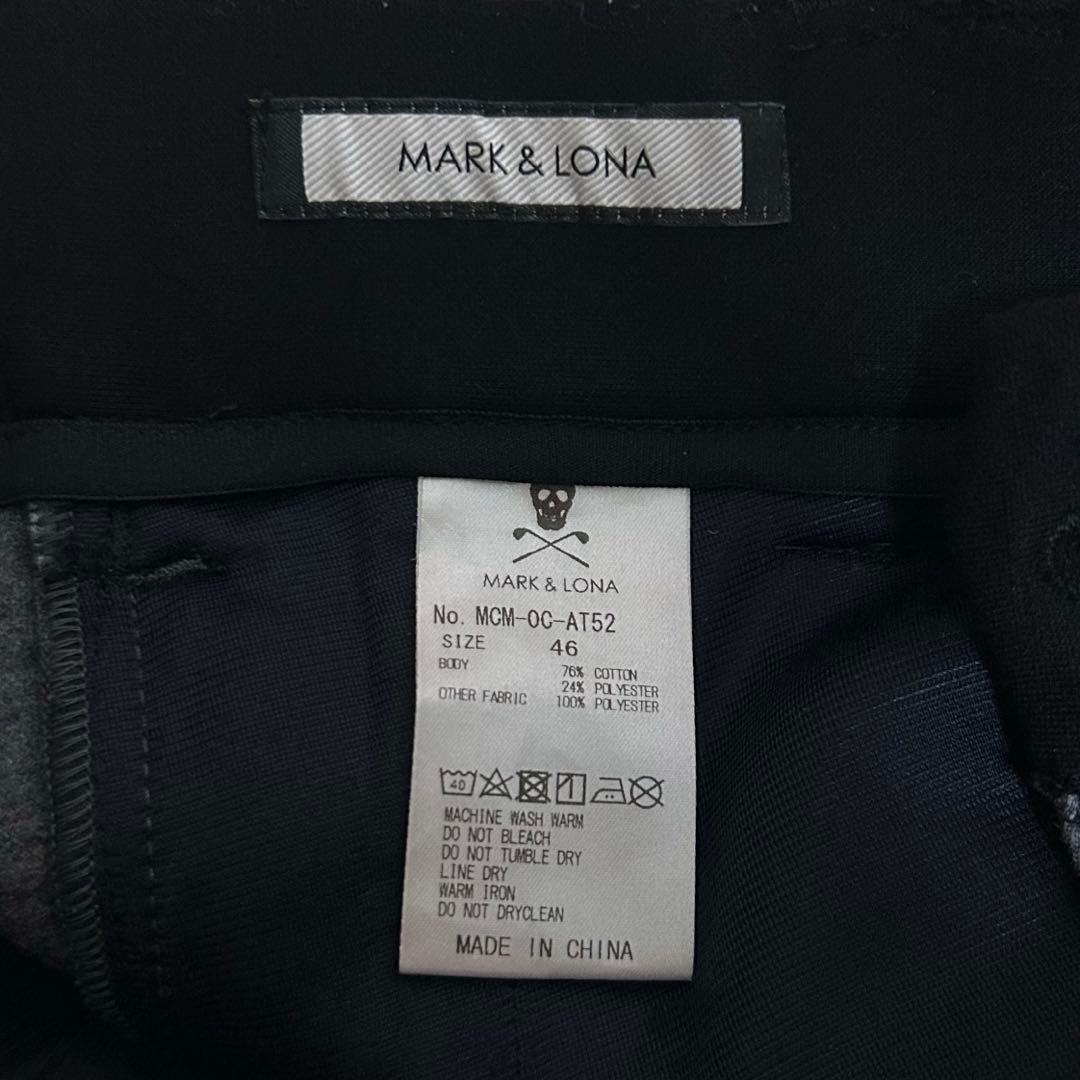 MARK & LONA
MARK & LONA
No. MCM-0C-AT52
SIZE 46
BODY 76% COTTON
24% POLYESTER
OTHER FABRIC 100% POLYESTER
40
MACHINE WASH WARM
DO NOT BLEACH
DO NOT TUMBLE DRY
LINE DRY
WARM IRON
DO NOT DRYCLEAN
MADE IN CHINA